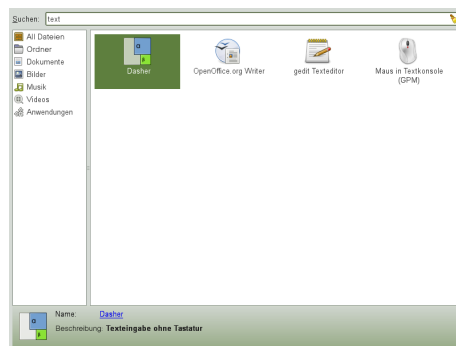 Suchen: text
All Dateien
Ordner
Dokumente
Bilder
Musik
Videos
Anwendungen
Dasher
OpenOffice.org Writer
gedit Texteditor
Maus in Textkonsole
(GPM)
Name: Dasher
Beschreibung: Texteingabe ohne Tastatur